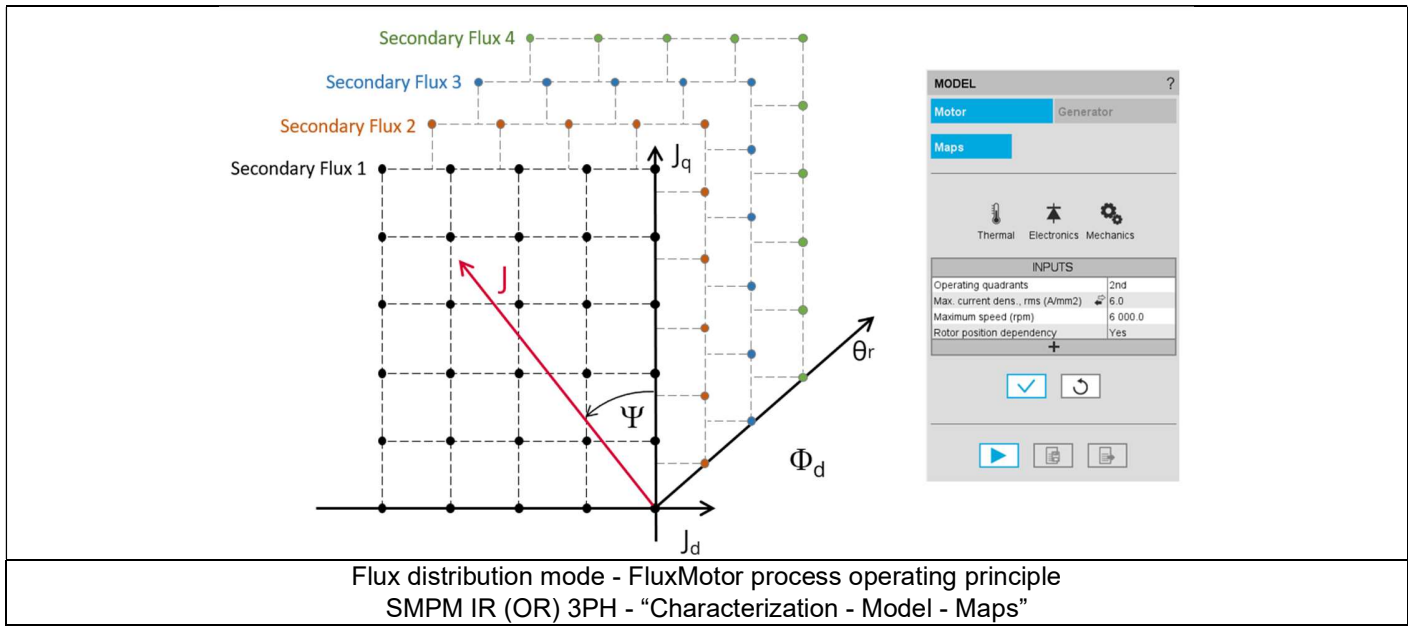 Secondary Flux 4
Secondary Flux 3
Secondary Flux 2
Secondary Flux 1
Jq
J
Ψ
θr
Φd
Jd
MODEL ?
Motor Generator
Maps
Thermal Electronics Mechanics
INPUTS
Operating quadrants 2nd
Max. current dens., rms (A/mm2) 6.0
Maximum speed (rpm) 6 000.0
Rotor position dependency Yes
+
Flux distribution mode - FluxMotor process operating principle
SMPM IR (OR) 3PH - “Characterization - Model - Maps”